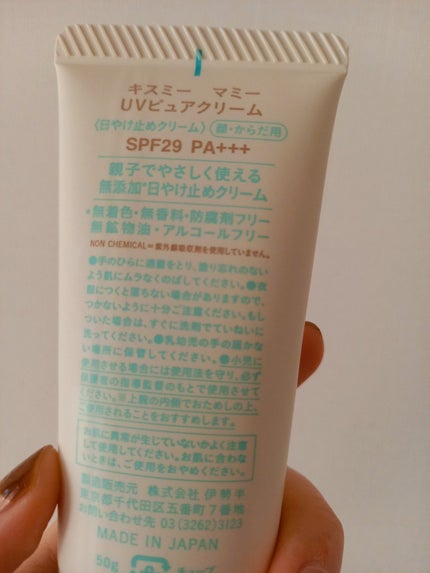 キスミー マミー
UVピュアクリーム
〈日やけ止めクリーム〉 顔・からだ用
SPF29 PA+++
親子でやさしく使える
無添加*日やけ止めクリーム
*無着色・無香料・防腐剤フリー
無鉱物油・アルコールフリー
NON CHEMICAL=紫外線吸収剤を使用していません。
●手のひらに適量をとり、塗り忘れのない
よう肌にムラなくのばしてください。●衣
服につくと落ちない場合がありますので、
つかないように十分ご注意ください。もし
ついた場合は、すぐに洗剤でていねいに
洗ってください。●乳幼児の手の届かな
い場所に保管してください。●小児に
使用させる場合には使用法を守り、必ず
保護者の指導監督のもとで使用させて
ください。※上腕の内側でおためしの上、
ご使用されることをおすすめします。
お肌に異常が生じていないかよく注意
して使用してください。お肌に合わな
いときは、ご使用をおやめください。
製造販売元 株式会社 伊勢半
東京都千代田区五番町7番地
お問い合わせ先 03(3262)3123
MADE IN JAPAN
50g チューブ